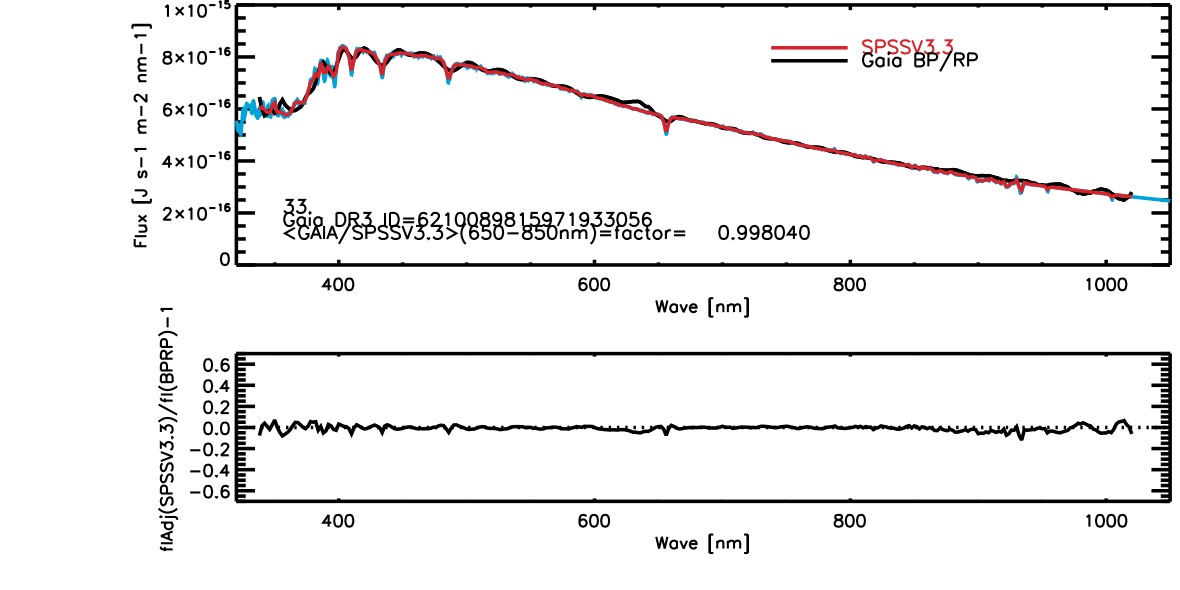 1×10−15
8×10−16
6×10−16
4×10−16
2×10−16
0
Flux [J s−1 m−2 nm−1]
SPSSV3.3
Gaia BP/RP
33.
Gaia DR3 ID=6210089815971933056
<GAIA/SPSSV3.3>(650−850nm)=factor= 0.998040
400 600 800 1000
Wave [nm]
flAdj(SPSSV3.3)/fl(BPRP)−1
0.6
0.4
0.2
0.0
−0.2
−0.4
−0.6
400 600 800 1000
Wave [nm]